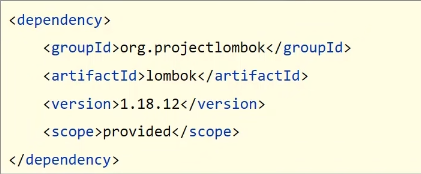 <dependency>
    <groupId>org.projectlombok</groupId>
    <artifactId>lombok</artifactId>
    <version>1.18.12</version>
    <scope>provided</scope>
</dependency>